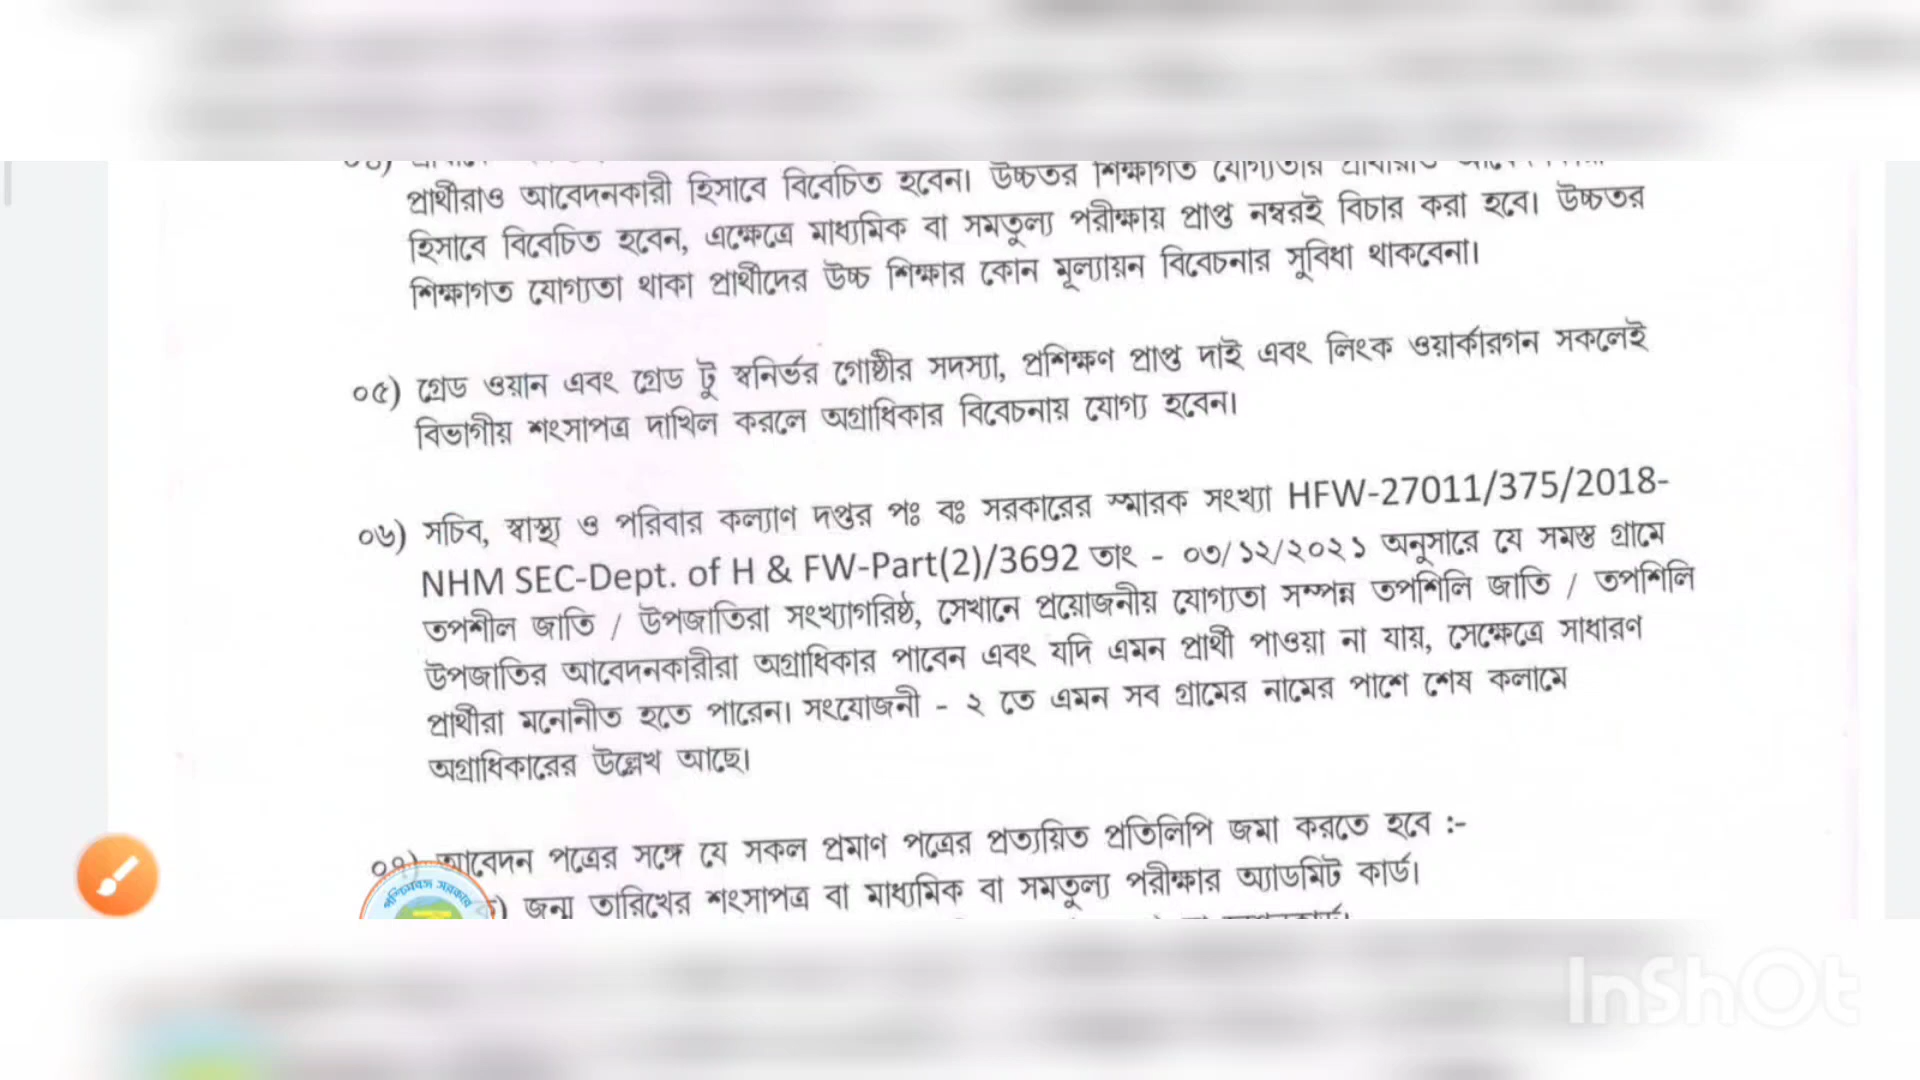 প্রার্থীরাও আবেদনকারী হিসাবে বিবেচিত হবেন। উচ্চতর শিক্ষাগত যোগ্যতার
হিসাবে বিবেচিত হবেন, এক্ষেত্রে মাধ্যমিক বা সমতুল্য পরীক্ষায় প্রাপ্ত নম্বরই বিচার করা হবে। উচ্চতর
শিক্ষাগত যোগ্যতা থাকা প্রার্থীদের উচ্চ শিক্ষার কোন মূল্যায়ন বিবেচনার সুবিধা থাকবেনা।
০৫) গ্রেড ওয়ান এবং গ্রেড টু স্বনির্ভর গোষ্ঠীর সদস্যা, প্রশিক্ষণ প্রাপ্ত দাই এবং লিংক ওয়ার্কারগন সকলেই
বিভাগীয় শংসাপত্র দাখিল করলে অগ্রাধিকার বিবেচনায় যোগ্য হবেন।
০৬) সচিব, স্বাস্থ্য ও পরিবার কল্যাণ দপ্তর পঃ বঃ সরকারের স্মারক সংখ্যা HFW-27011/375/2018-
NHM SEC-Dept. of H & FW-Part(2)/3692 তাং - ০৩/১২/২০২১ অনুসারে যে সমস্ত গ্রামে
তপশীল জাতি / উপজাতিরা সংখ্যাগরিষ্ঠ, সেখানে প্রয়োজনীয় যোগ্যতা সম্পন্ন তপশিলি জাতি / তপশিলি
উপজাতির আবেদনকারীরা অগ্রাধিকার পাবেন এবং যদি এমন প্রার্থী পাওয়া না যায়, সেক্ষেত্রে সাধারণ
প্রার্থীরা মনোনীত হতে পারেন। সংযোজনী - ২ তে এমন সব গ্রামের নামের পাশে শেষ কলামে
অগ্রাধিকারের উল্লেখ আছে।
০৭) আবেদন পত্রের সঙ্গে যে সকল প্রমাণ পত্রের প্রত্যয়িত প্রতিলিপি জমা করতে হবে :-
ক) জন্ম তারিখের শংসাপত্র বা মাধ্যমিক বা সমতুল্য পরীক্ষার অ্যাডমিট কার্ড।
পশ্চিমবঙ্গ সরকার
InShOt